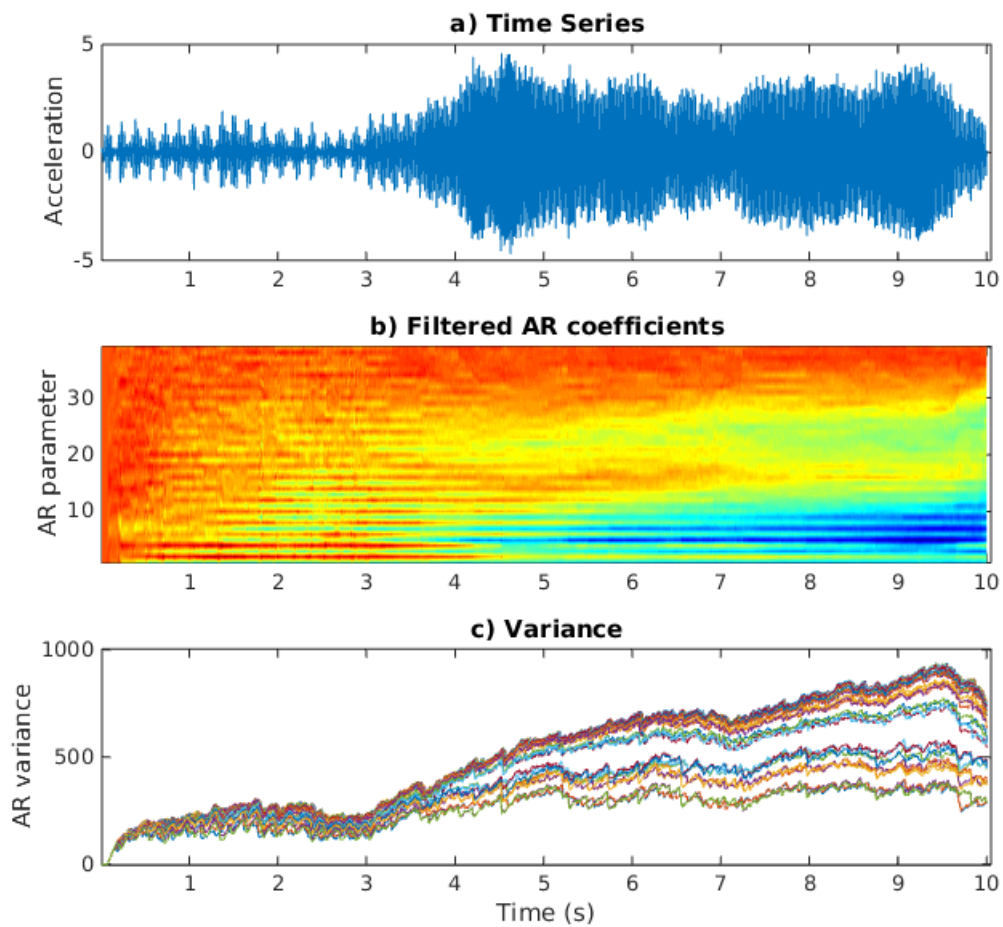 a) Time Series
5
0
-5
Acceleration
1 2 3 4 5 6 7 8 9 10
b) Filtered AR coefficients
30
20
10
AR parameter
1 2 3 4 5 6 7 8 9 10
c) Variance
1000
500
0
AR variance
1 2 3 4 5 6 7 8 9 10
Time (s)